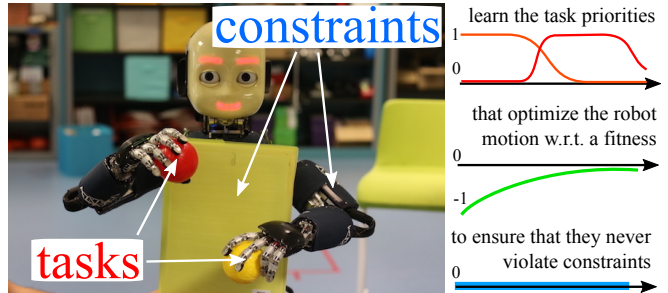 constraints
tasks
learn the task priorities
1
0
that optimize the robot
motion w.r.t. a fitness
0
-1
to ensure that they never
violate constraints
0